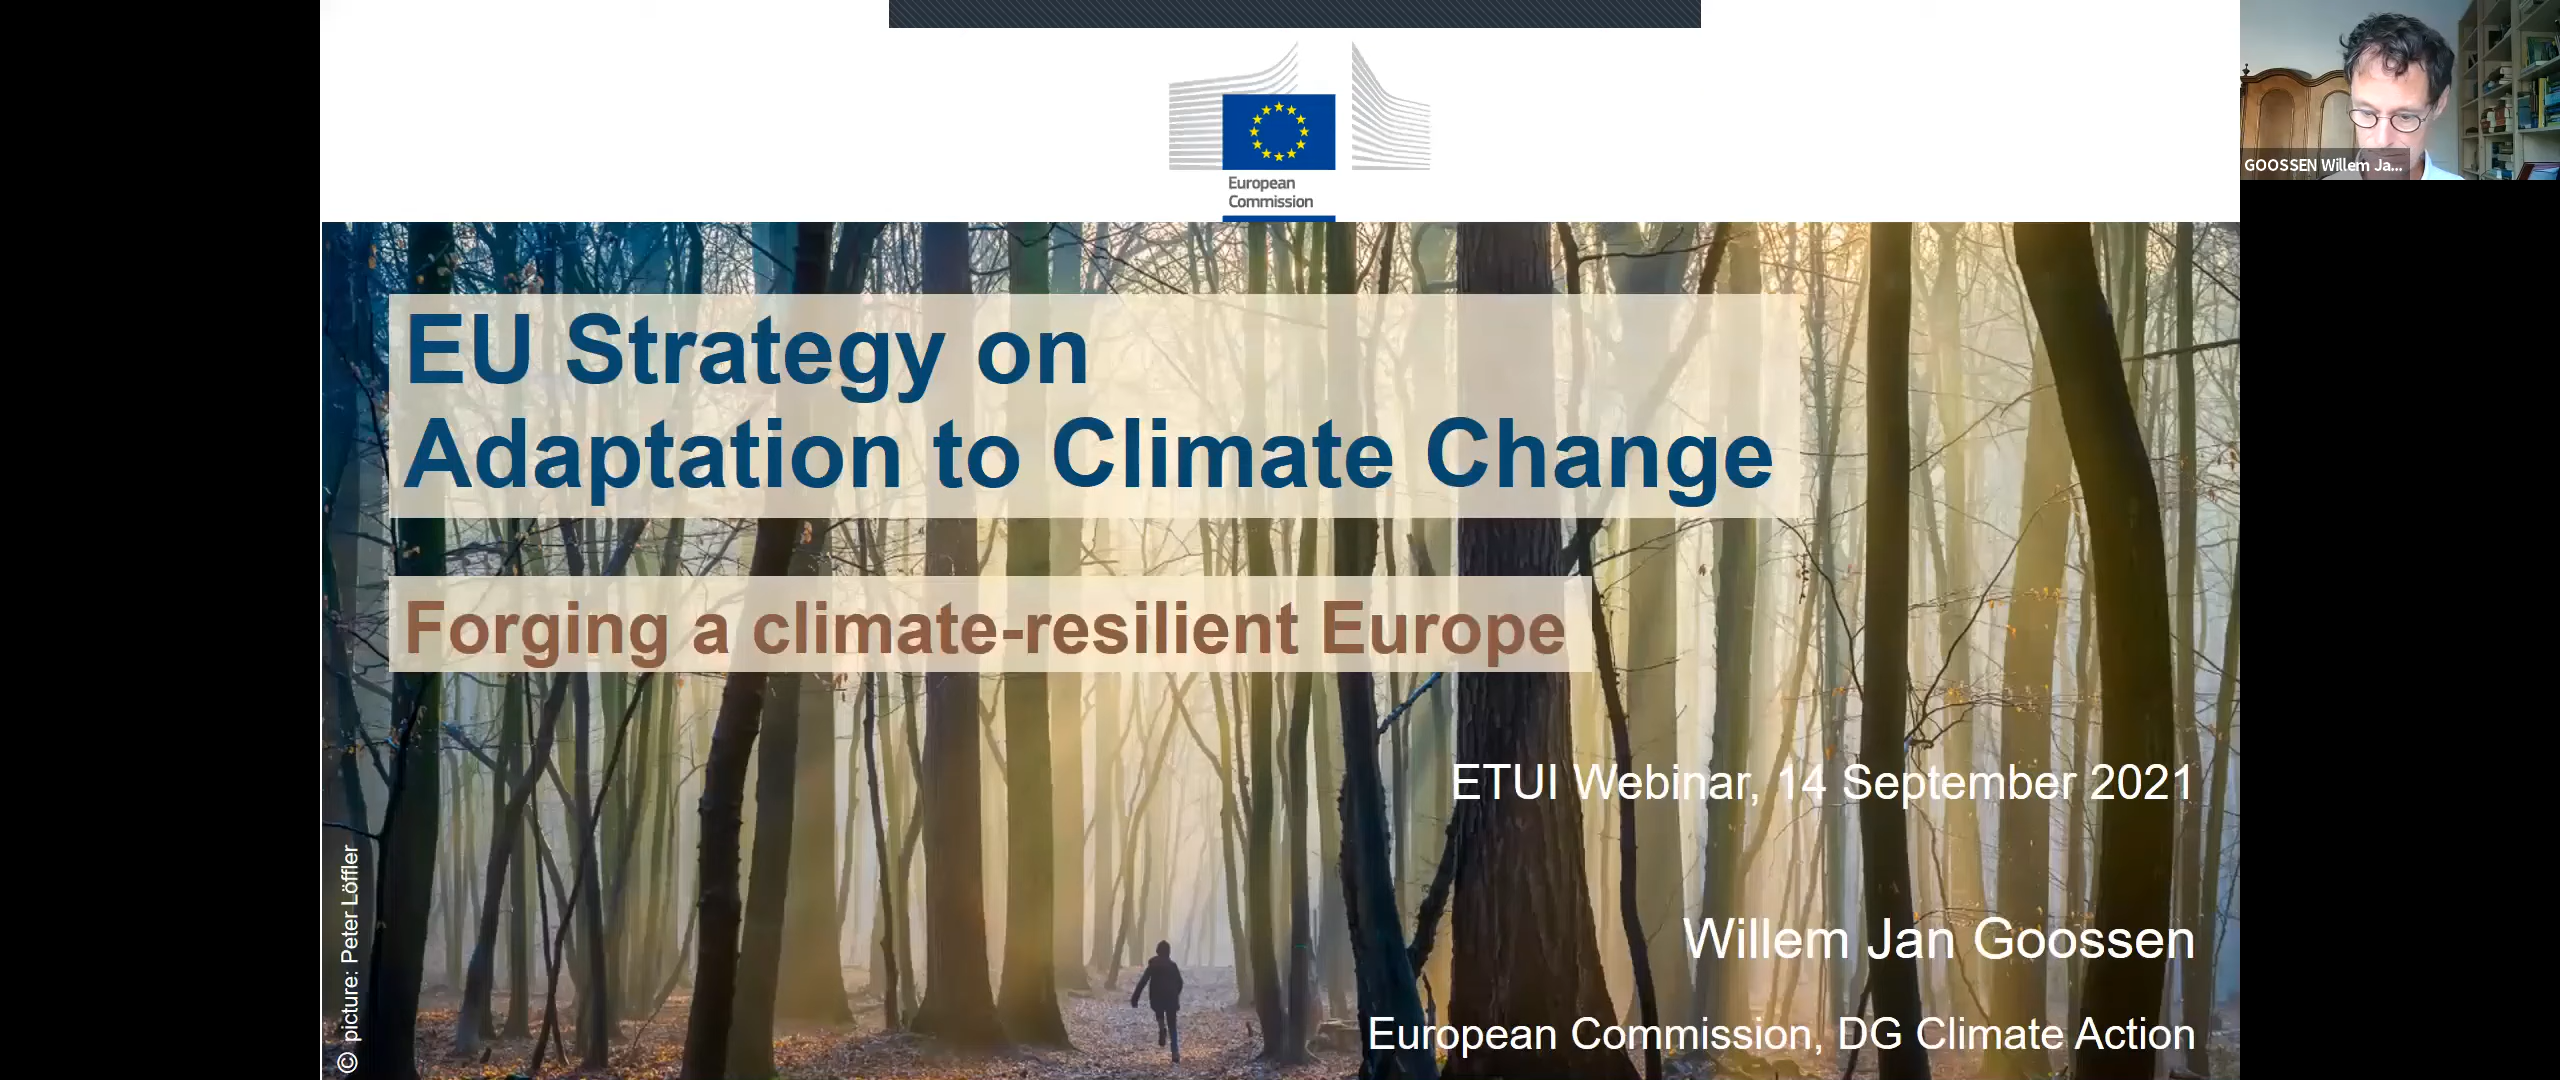 European
Commission
GOOSSEN Willem Ja...
EU Strategy on
Adaptation to Climate Change
Forging a climate-resilient Europe
ETUI Webinar, 14 September 2021
Willem Jan Goossen
European Commission, DG Climate Action
© picture: Peter Löffler